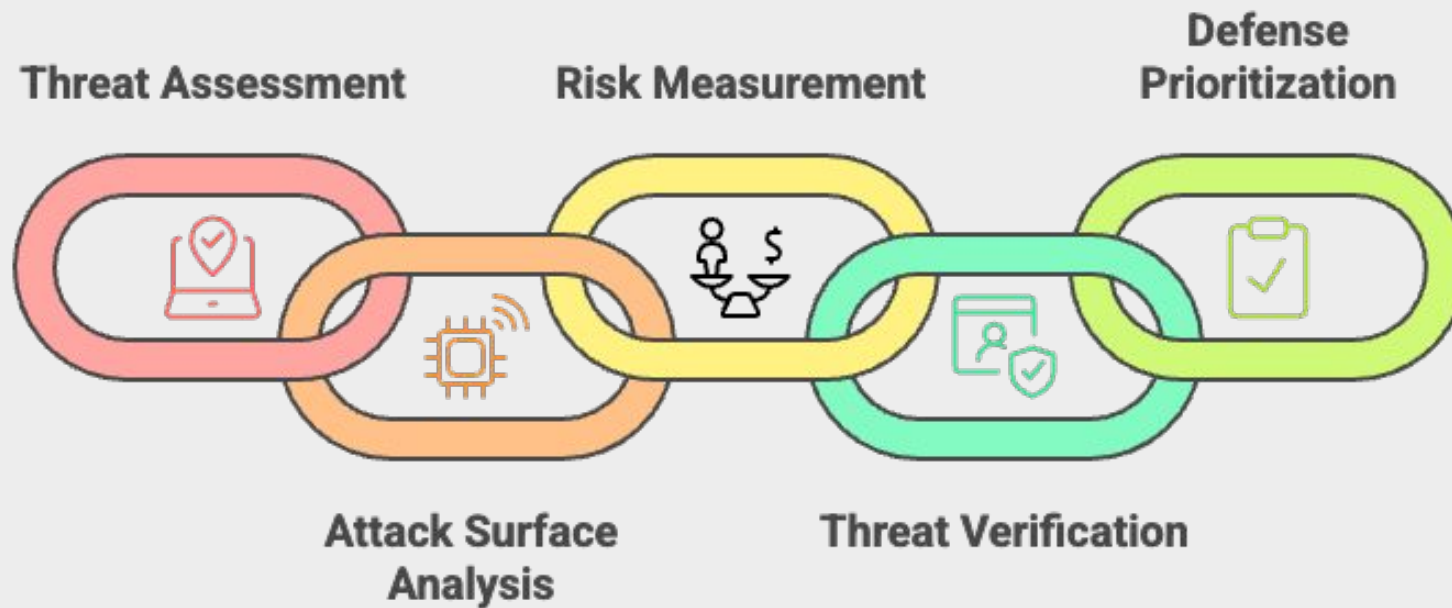 Threat Assessment
Attack Surface
Analysis
Risk Measurement
Threat Verification
Defense
Prioritization